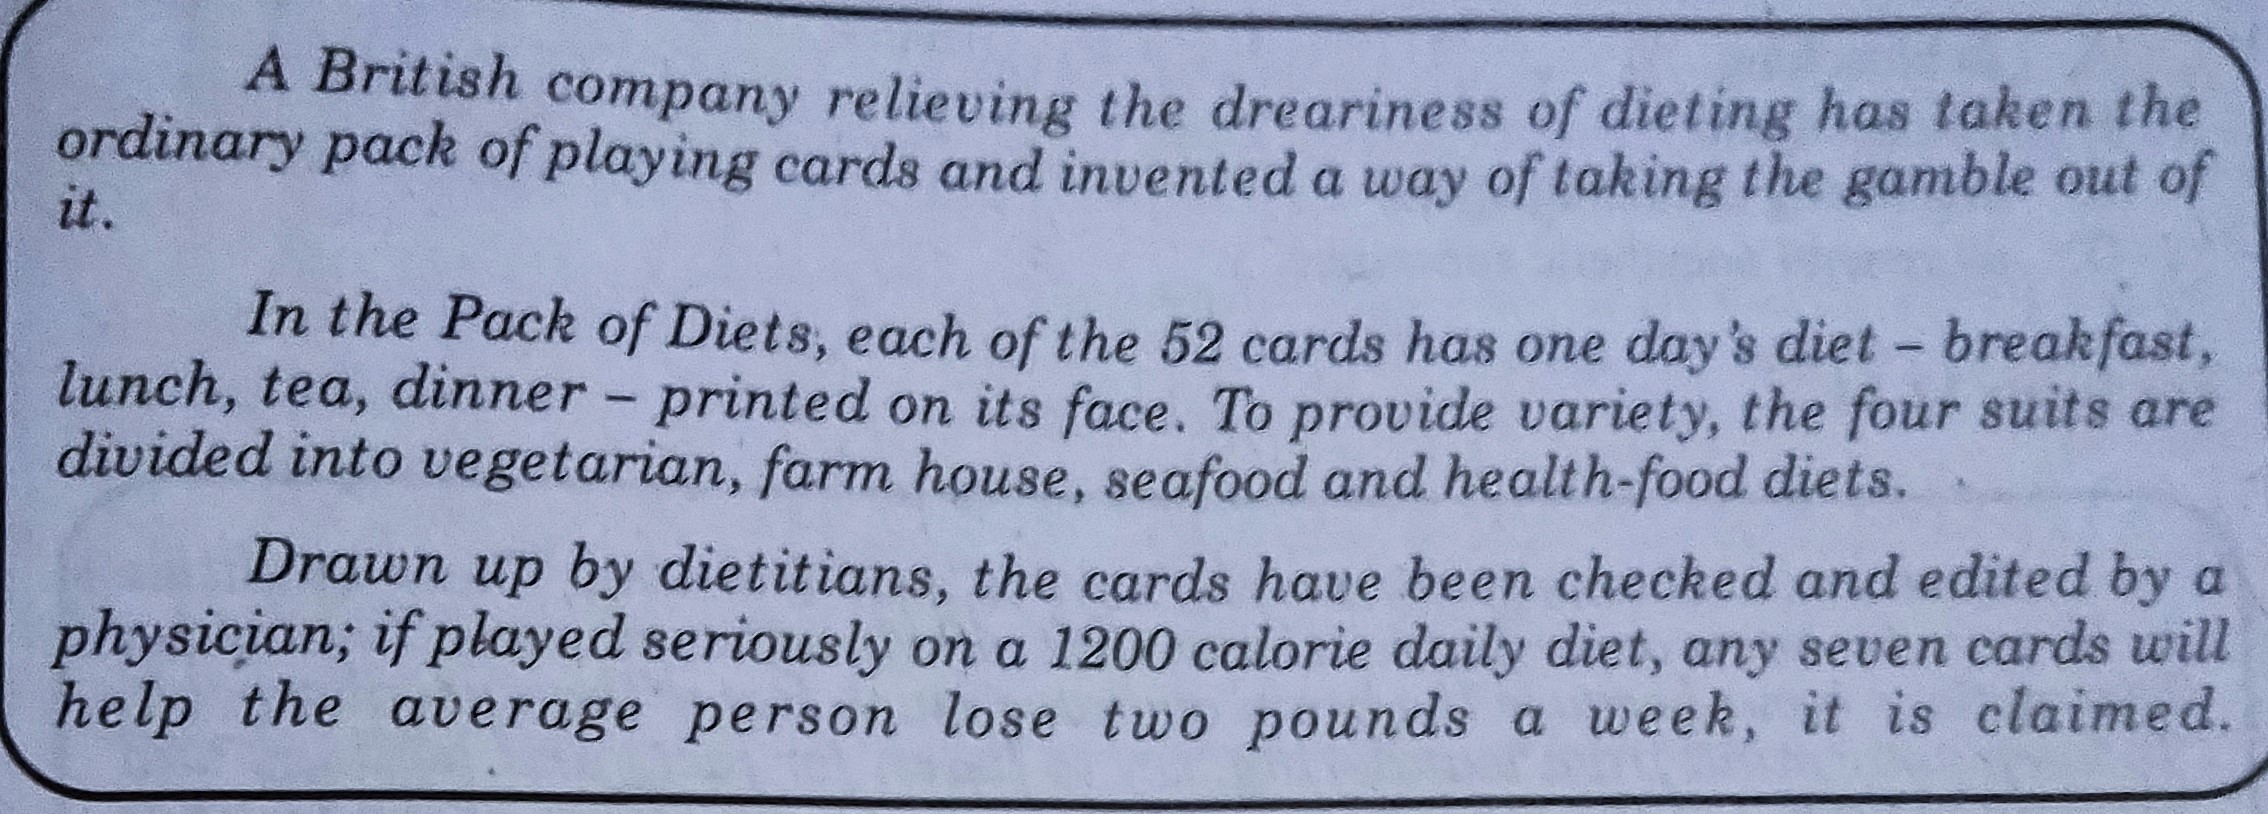 A British company relieving the dreariness of dieting has taken the
ordinary pack of playing cards and invented a way of taking the gamble out of
it.
In the Pack of Diets, each of the 52 cards has one day's diet – breakfast,
lunch, tea, dinner – printed on its face. To provide variety, the four suits are
divided into vegetarian, farm house, seafood and health-food diets.
Drawn up by dietitians, the cards have been checked and edited by a
physician; if played seriously on a 1200 calorie daily diet, any seven cards will
help the average person lose two pounds a week, it is claimed.